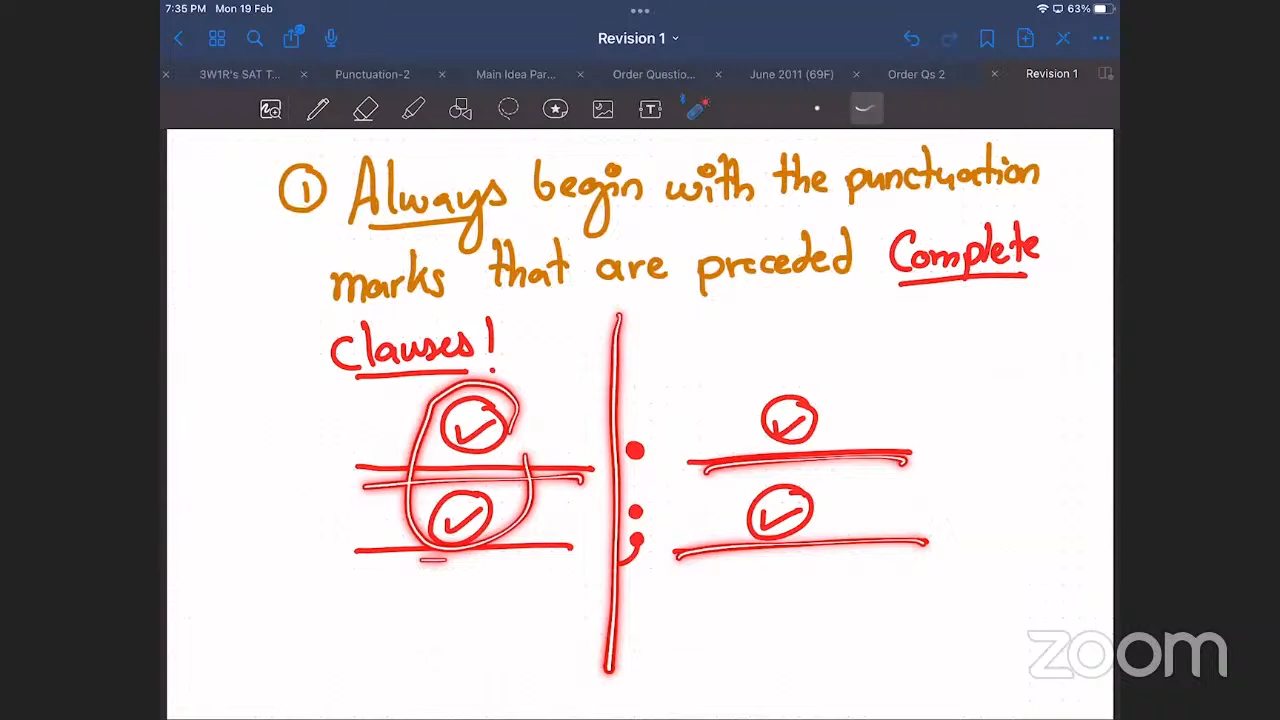 7:35 PM Mon 19 Feb
63%
Revision 1
3W1R's SAT T...
Punctuation-2
Main Idea Par...
Order Questio...
June 2011 (69F)
Order Qs 2
Revision 1
① Always begin with the punctuation
marks that are preceded Complete
Clauses!
.
;
zoom